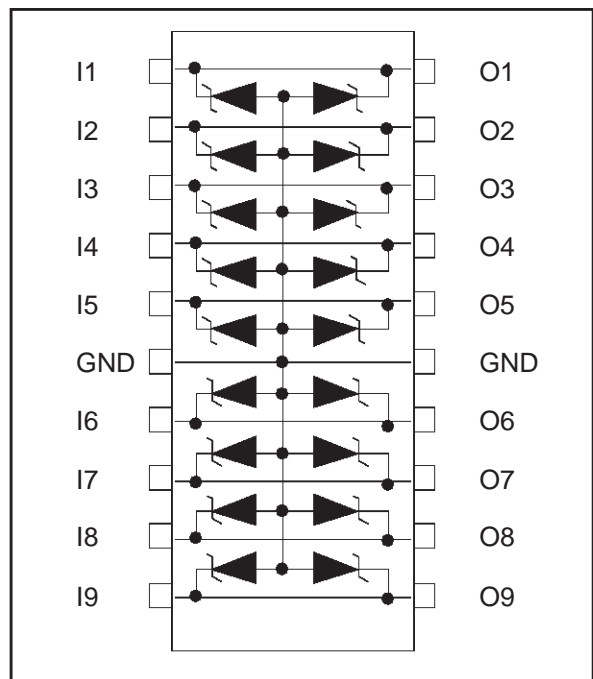 I1 O1
I2 O2
I3 O3
I4 O4
I5 O5
GND GND
I6 O6
I7 O7
I8 O8
I9 O9